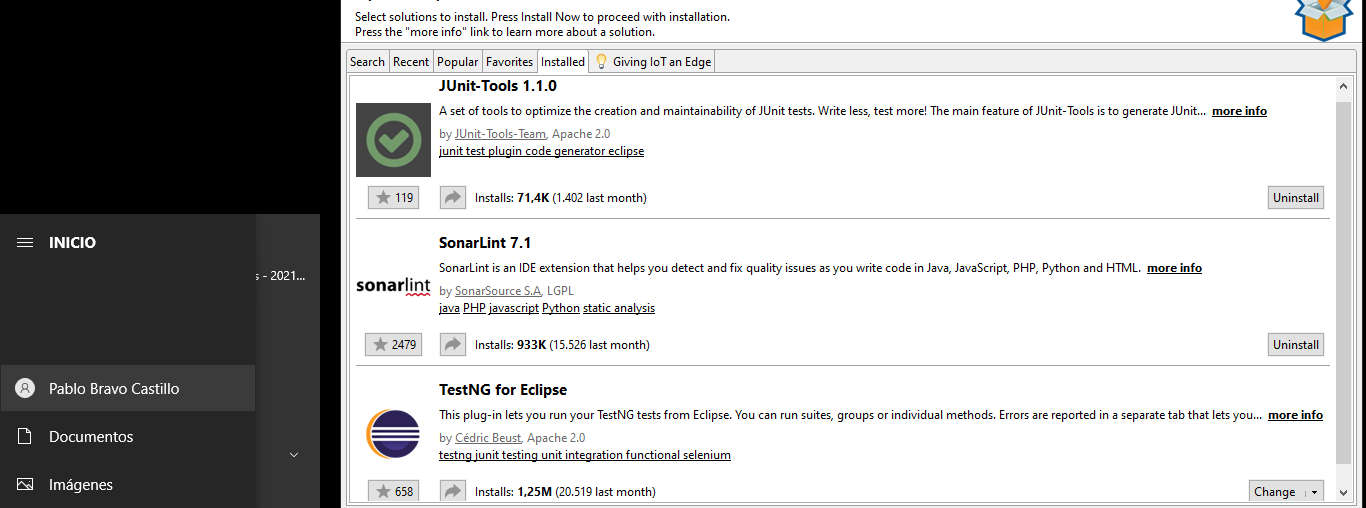 Select solutions to install. Press Install Now to proceed with installation.
Press the "more info" link to learn more about a solution.
Search Recent Popular Favorites Installed Giving IoT an Edge
JUnit-Tools 1.1.0
A set of tools to optimize the creation and maintainability of JUnit tests. Write less, test more! The main feature of JUnit-Tools is to generate JUnit... more info
by JUnit-Tools-Team, Apache 2.0
junit test plugin code generator eclipse
119 Installs: 71,4K (1.402 last month) Uninstall
SonarLint 7.1
SonarLint is an IDE extension that helps you detect and fix quality issues as you write code in Java, JavaScript, PHP, Python and HTML. more info
sonarlint
by SonarSource S.A, LGPL
java PHP javascript Python static analysis
2479 Installs: 933K (15.526 last month) Uninstall
TestNG for Eclipse
This plug-in lets you run your TestNG tests from Eclipse. You can run suites, groups or individual methods. Errors are reported in a separate tab that lets you... more info
by Cédric Beust, Apache 2.0
testng junit testing unit integration functional selenium
658 Installs: 1,25M (20.519 last month) Change
INICIO
- 2021...
Pablo Bravo Castillo
Documentos
Imágenes